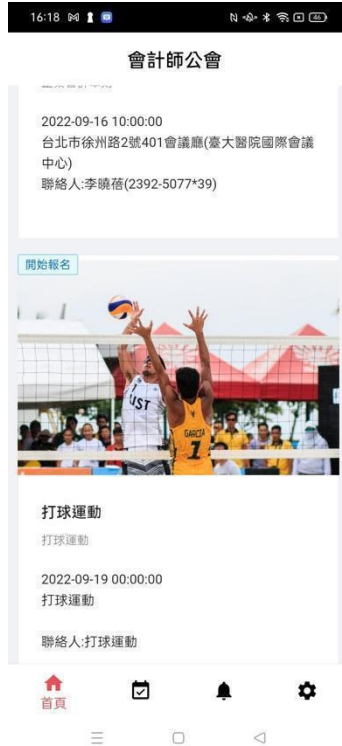 16:18
46
會計師公會
2022-09-16 10:00:00
台北市徐州路2號401會議廳(臺大醫院國際會議
中心)
聯絡人:李曉蓓(2392-5077*39)
開始報名
UST
GARCIA
1
打球運動
打球運動
2022-09-19 00:00:00
打球運動
聯絡人:打球運動
首頁